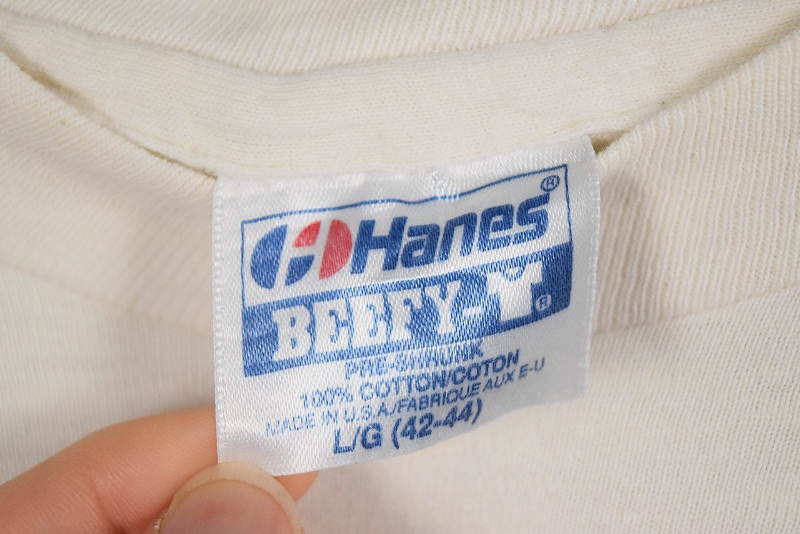 Hanes®
BEEFY-T®
PRE-SHRUNK
100% COTTON/COTON
MADE IN U.S.A./FABRIQUE AUX E-U
L/G (42-44)